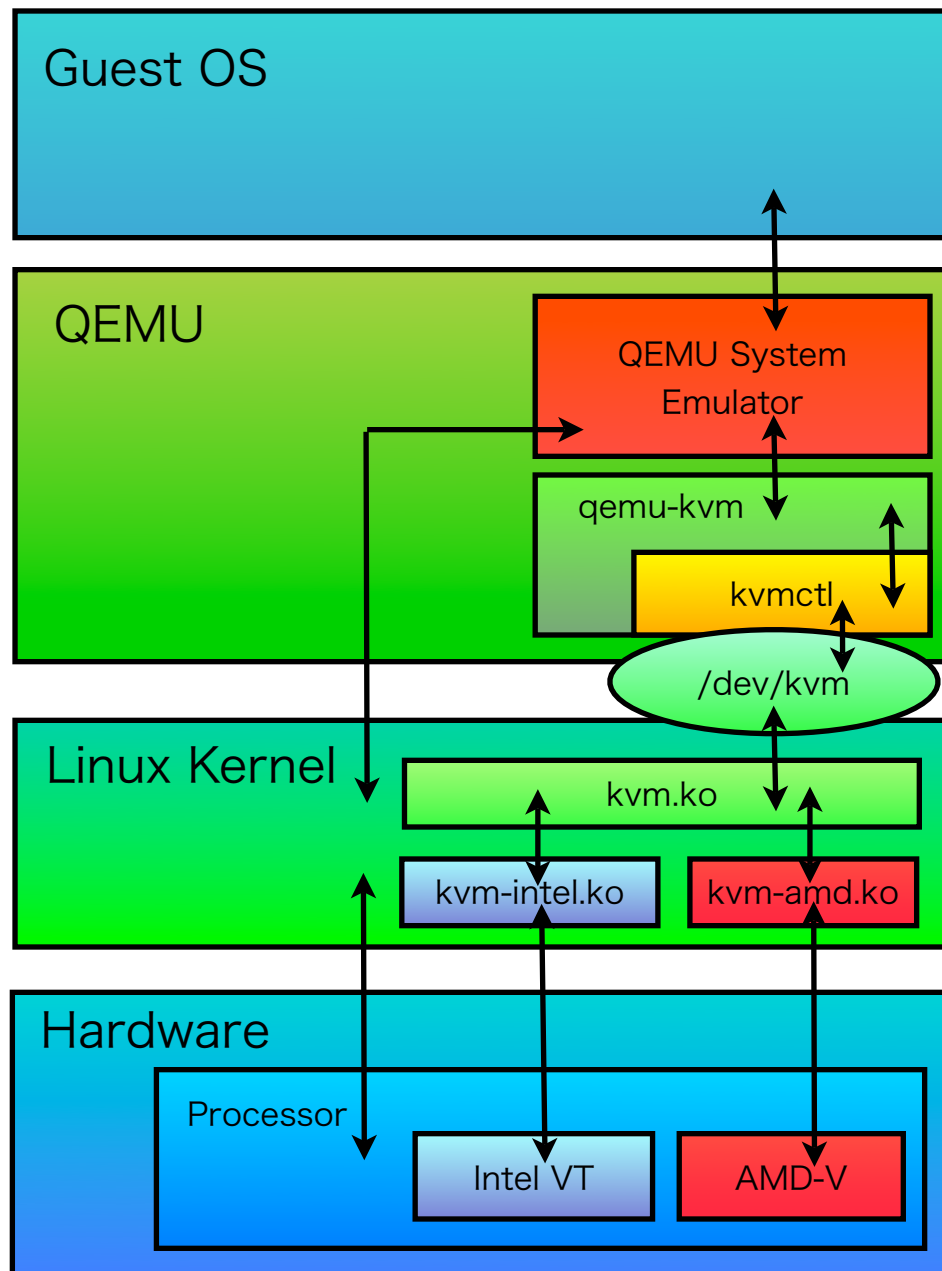 Guest OS
QEMU
QEMU System
Emulator
qemu-kvm
kvmctl
/dev/kvm
Linux Kernel
kvm.ko
kvm-intel.ko
kvm-amd.ko
Hardware
Processor
Intel VT
AMD-V